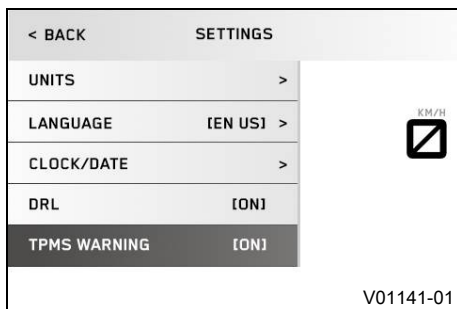 < BACK SETTINGS
UNITS >
LANGUAGE [EN US] >
KM/H
CLOCK/DATE >
DRL [ON]
TPMS WARNING [ON]
V01141-01